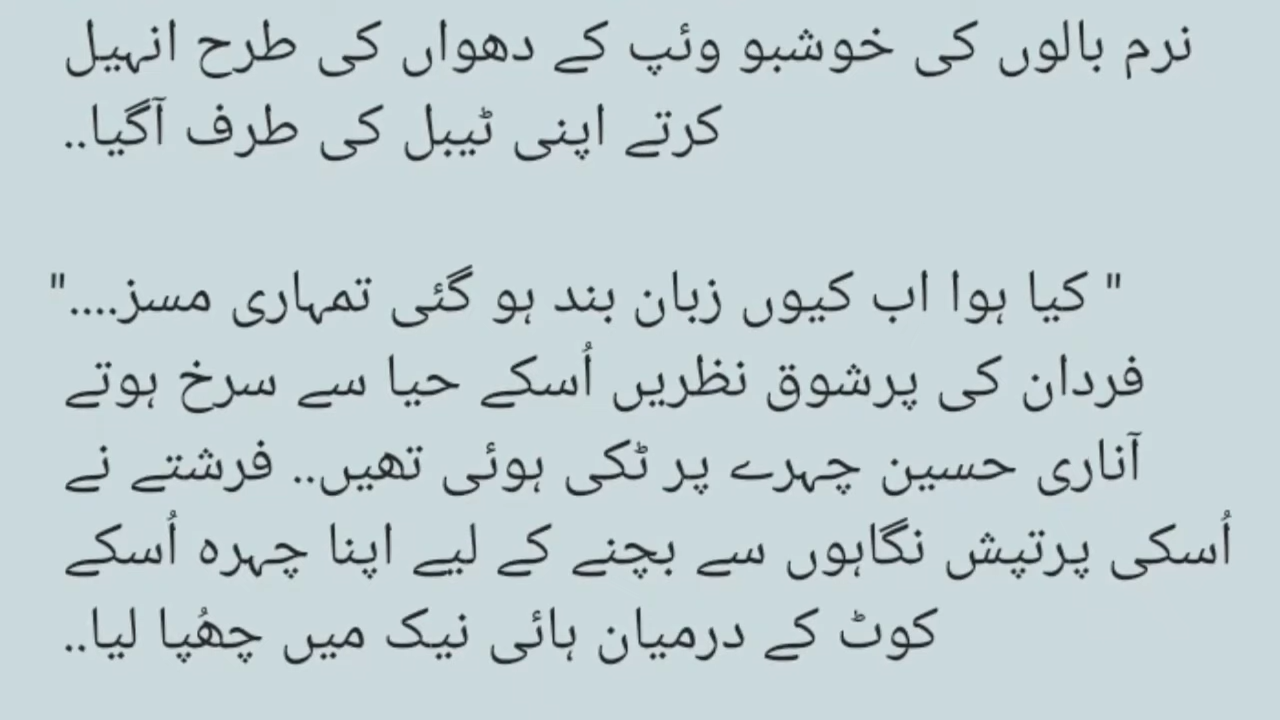 نرم بالوں کی خوشبو وئپ کے دھواں کی طرح انہیل
کرتے اپنی ٹیبل کی طرف آگیا..
" کیا ہوا اب کیوں زبان بند ہو گئی تمہاری مسز...."
فردان کی پرشوق نظریں اُسکے حیا سے سرخ ہوتے
آناری حسین چہرے پر ٹکی ہوئی تھیں.. فرشتے نے
اُسکی پرتپش نگاہوں سے بچنے کے لیے اپنا چہرہ اُسکے
کوٹ کے درمیان ہائی نیک میں چھُپا لیا..